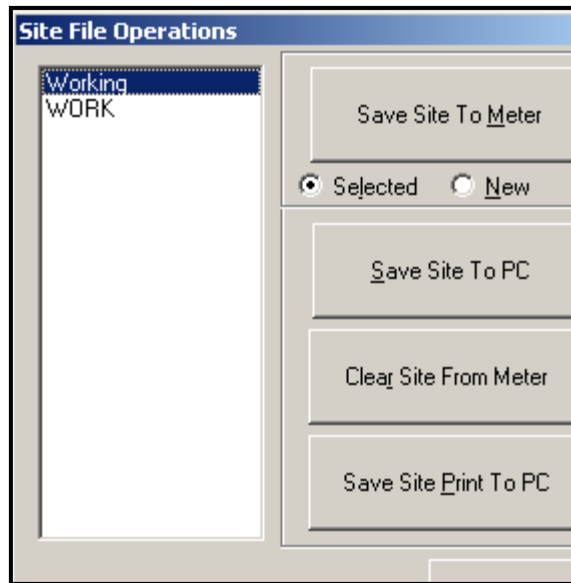 Site File Operations
Working
WORK
Save Site To Meter
Selected
New
Save Site To PC
Clear Site From Meter
Save Site Print To PC